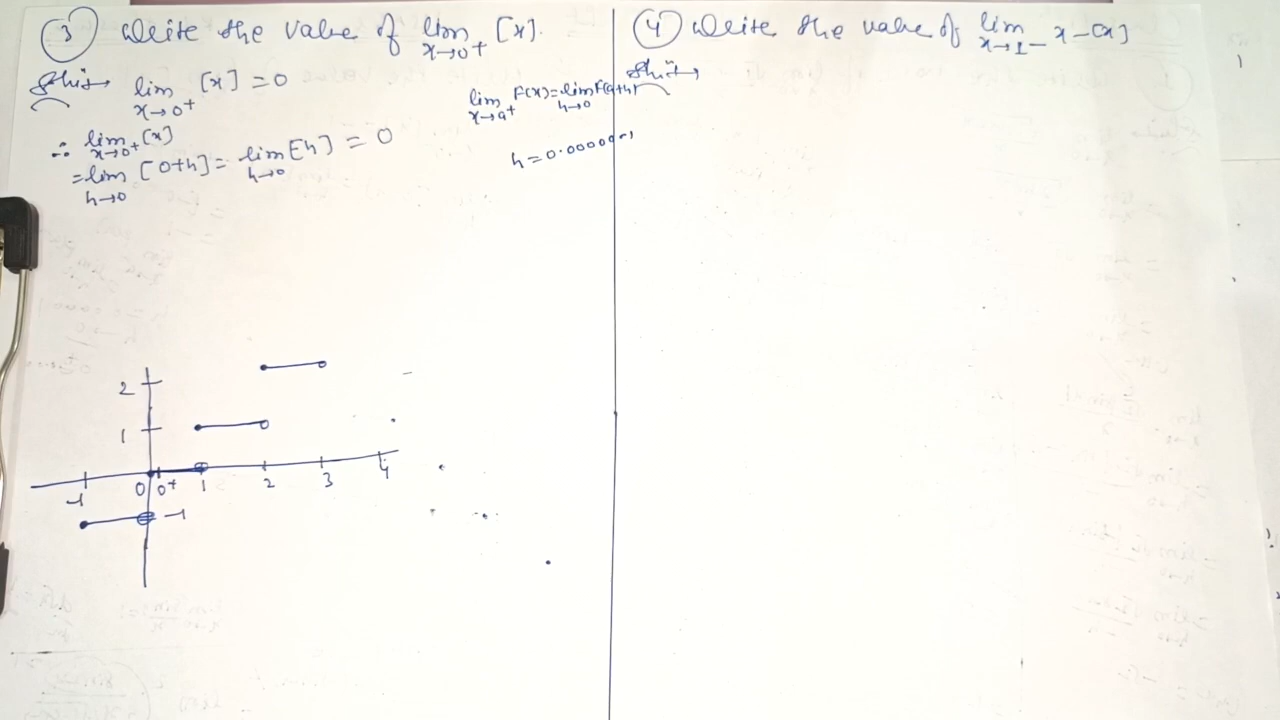 ③ Write the value of lim x→0+ [x].
Soln→ lim x→0+ [x] = 0
lim x→a+ F(x) = lim h→0 F(a+h)
∴ lim x→0+ [x]
= lim h→0 [0+h] = lim h→0 [h] = 0
h = 0.000001
2
1
-1 0 0+ 1 2 3 4
-1
④ Write the value of lim x→1- x-[x]
Soln→